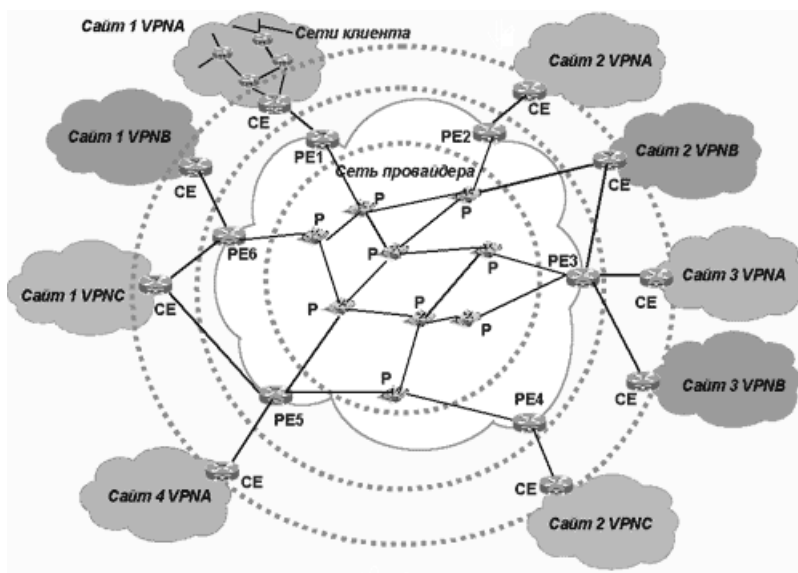 Сайт 1 VPNA
Сети клиента
Сайт 2 VPNA
CE
CE
Сайт 1 VPNB
PE1
PE2
Сайт 2 VPNB
Сеть провайдера
CE
CE
P
P
P
PE6
P
P
PE3
Сайт 1 VPNC
Сайт 3 VPNA
CE
CE
P
P
P
P
PE5
PE4
CE
Сайт 3 VPNB
Сайт 4 VPNA
CE
CE
Сайт 2 VPNC